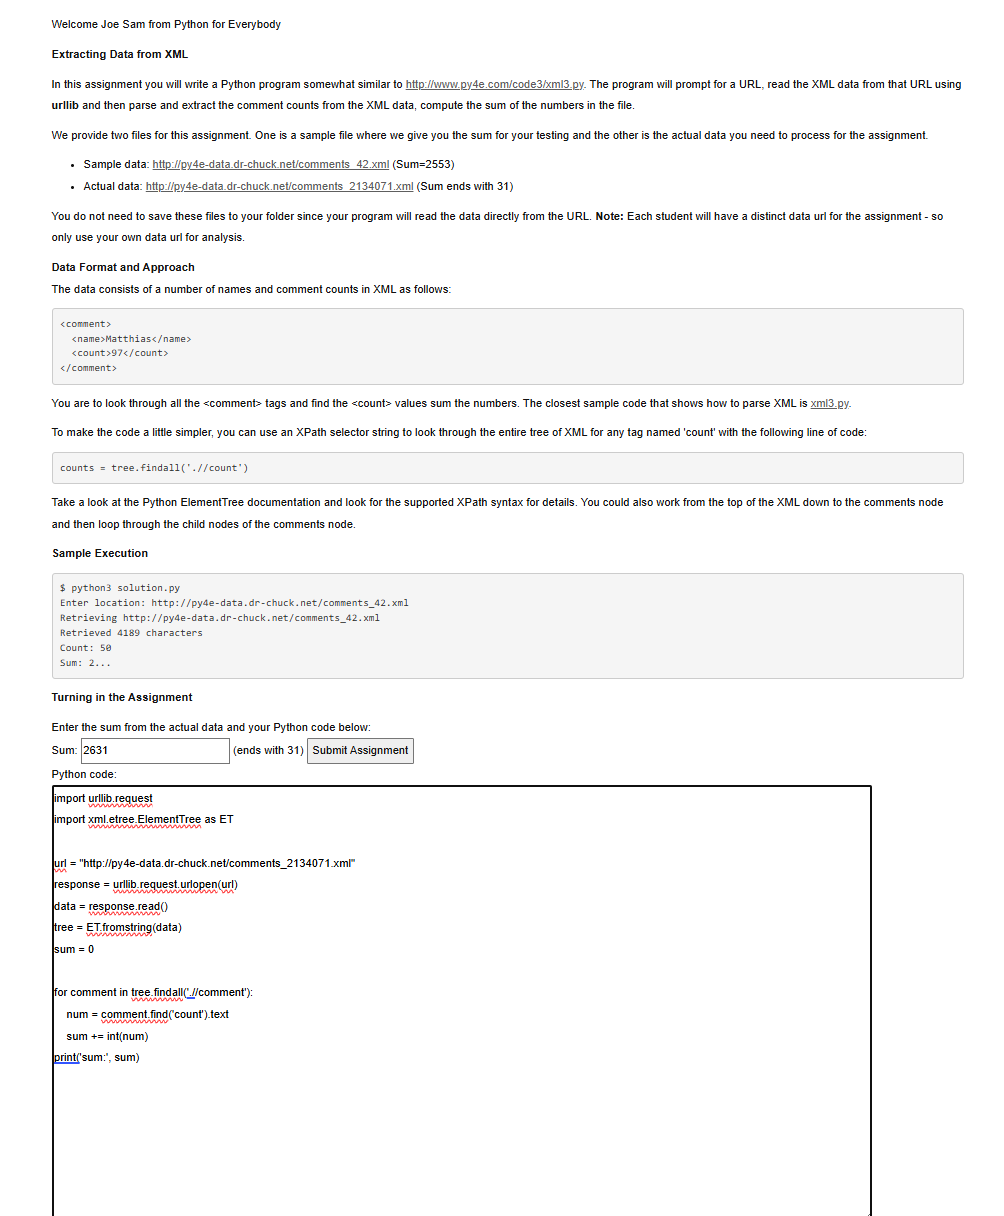 Welcome Joe Sam from Python for Everybody
Extracting Data from XML
In this assignment you will write a Python program somewhat similar to http://www.py4e.com/code3/xml3.py. The program will prompt for a URL, read the XML data from that URL using
urllib and then parse and extract the comment counts from the XML data, compute the sum of the numbers in the file.
We provide two files for this assignment. One is a sample file where we give you the sum for your testing and the other is the actual data you need to process for the assignment.
• Sample data: http://py4e-data.dr-chuck.net/comments_42.xml (Sum=2553)
• Actual data: http://py4e-data.dr-chuck.net/comments_2134071.xml (Sum ends with 31)
You do not need to save these files to your folder since your program will read the data directly from the URL. Note: Each student will have a distinct data url for the assignment - so
only use your own data url for analysis.
Data Format and Approach
The data consists of a number of names and comment counts in XML as follows:
<comment>
  <name>Matthias</name>
  <count>97</count>
</comment>
You are to look through all the <comment> tags and find the <count> values sum the numbers. The closest sample code that shows how to parse XML is xml3.py.
To make the code a little simpler, you can use an XPath selector string to look through the entire tree of XML for any tag named 'count' with the following line of code:
counts = tree.findall('.//count')
Take a look at the Python ElementTree documentation and look for the supported XPath syntax for details. You could also work from the top of the XML down to the comments node
and then loop through the child nodes of the comments node.
Sample Execution
$ python3 solution.py
Enter location: http://py4e-data.dr-chuck.net/comments_42.xml
Retrieving http://py4e-data.dr-chuck.net/comments_42.xml
Retrieved 4189 characters
Count: 50
Sum: 2...
Turning in the Assignment
Enter the sum from the actual data and your Python code below:
Sum: 2631 (ends with 31) Submit Assignment
Python code:
import urllib.request
import xml.etree.ElementTree as ET
url = "http://py4e-data.dr-chuck.net/comments_2134071.xml"
response = urllib.request.urlopen(url)
data = response.read()
tree = ET.fromstring(data)
sum = 0
for comment in tree.findall('.//comment'):
    num = comment.find('count').text
    sum += int(num)
print('sum:', sum)